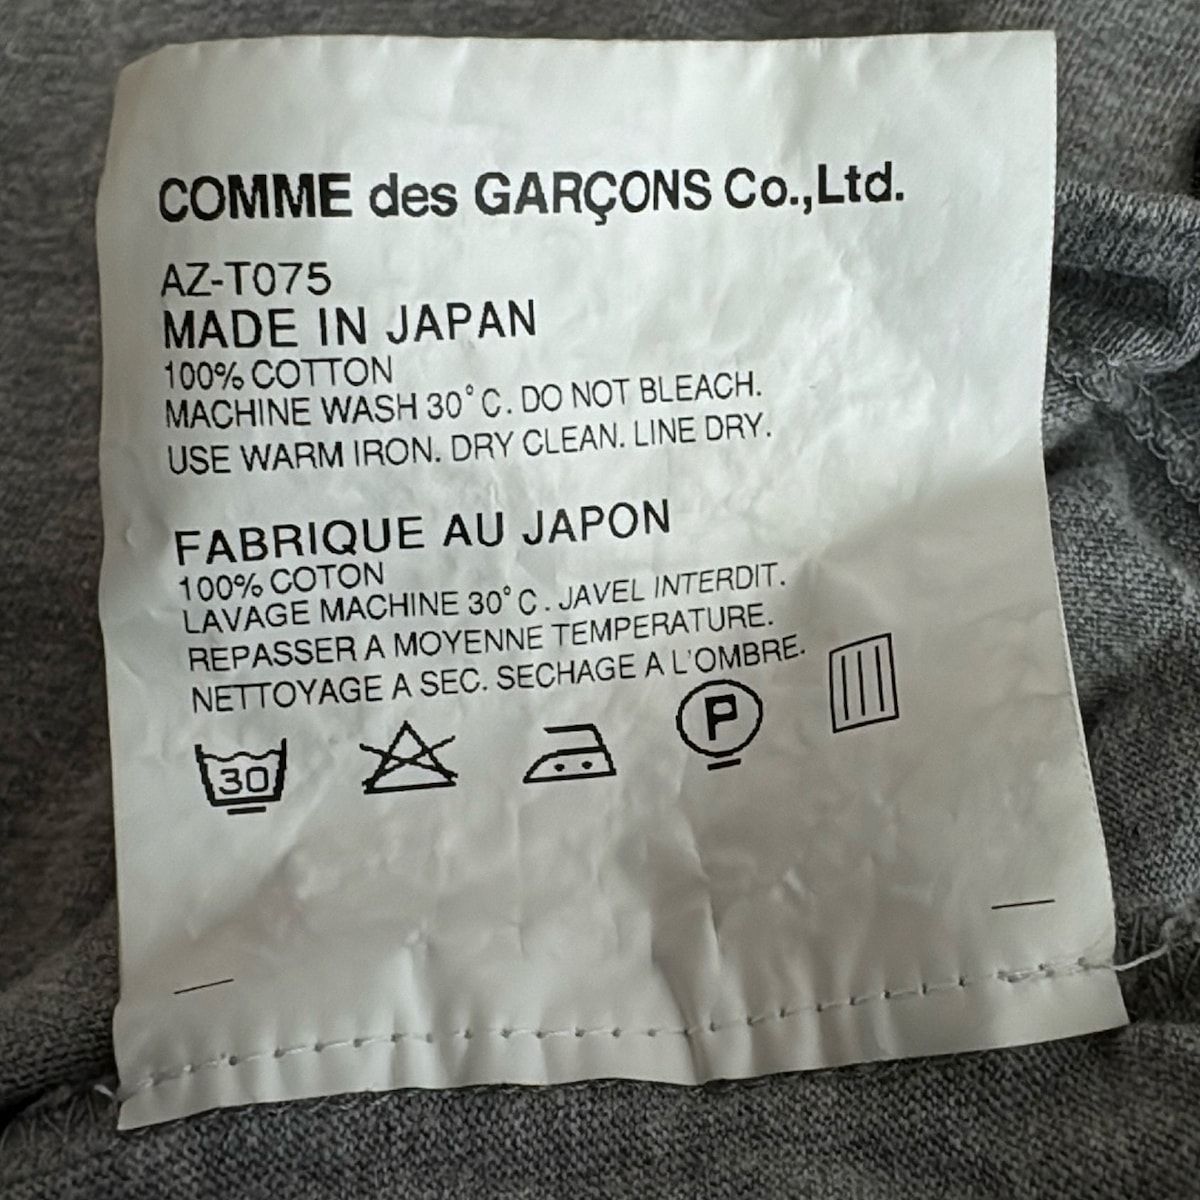 COMME des GARÇONS Co.,Ltd.
AZ-T075
MADE IN JAPAN
100% COTTON
MACHINE WASH 30°C. DO NOT BLEACH.
USE WARM IRON. DRY CLEAN. LINE DRY.
FABRIQUE AU JAPON
100% COTON
LAVAGE MACHINE 30°C. JAVEL INTERDIT.
REPASSER A MOYENNE TEMPERATURE.
NETTOYAGE A SEC. SECHAGE A L'OMBRE.
30 P